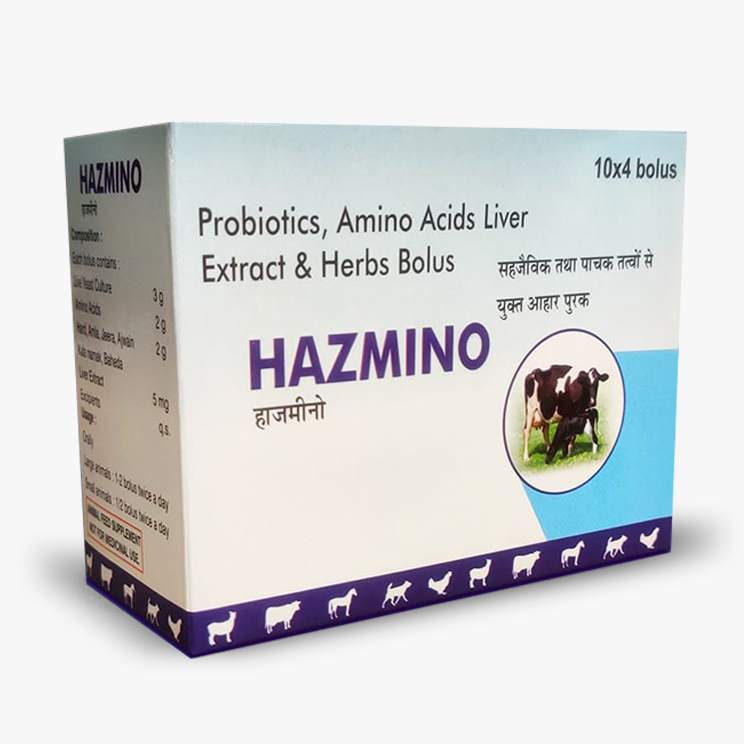 HAZMINO
हाजमीनो
Composition :
Each bolus contains :
Live Yeast Culture 3 g
Amino Acids 2 g
Hard, Amla, Jeera, Ajwain 2 g
Kala namak, Baheda
Liver Extract 5 mg
Excipients q.s.
Usage :
Orally
Large animals : 1-2 bolus twice a day
Small animals : 1/2 bolus twice a day
ANIMAL FEED SUPPLEMENT
NOT FOR MEDICINAL USE.
10x4 bolus
Probiotics, Amino Acids Liver
Extract & Herbs Bolus
सहजैविक तथा पाचक तत्वों से
युक्त आहार पुरक
HAZMINO
हाजमीनो